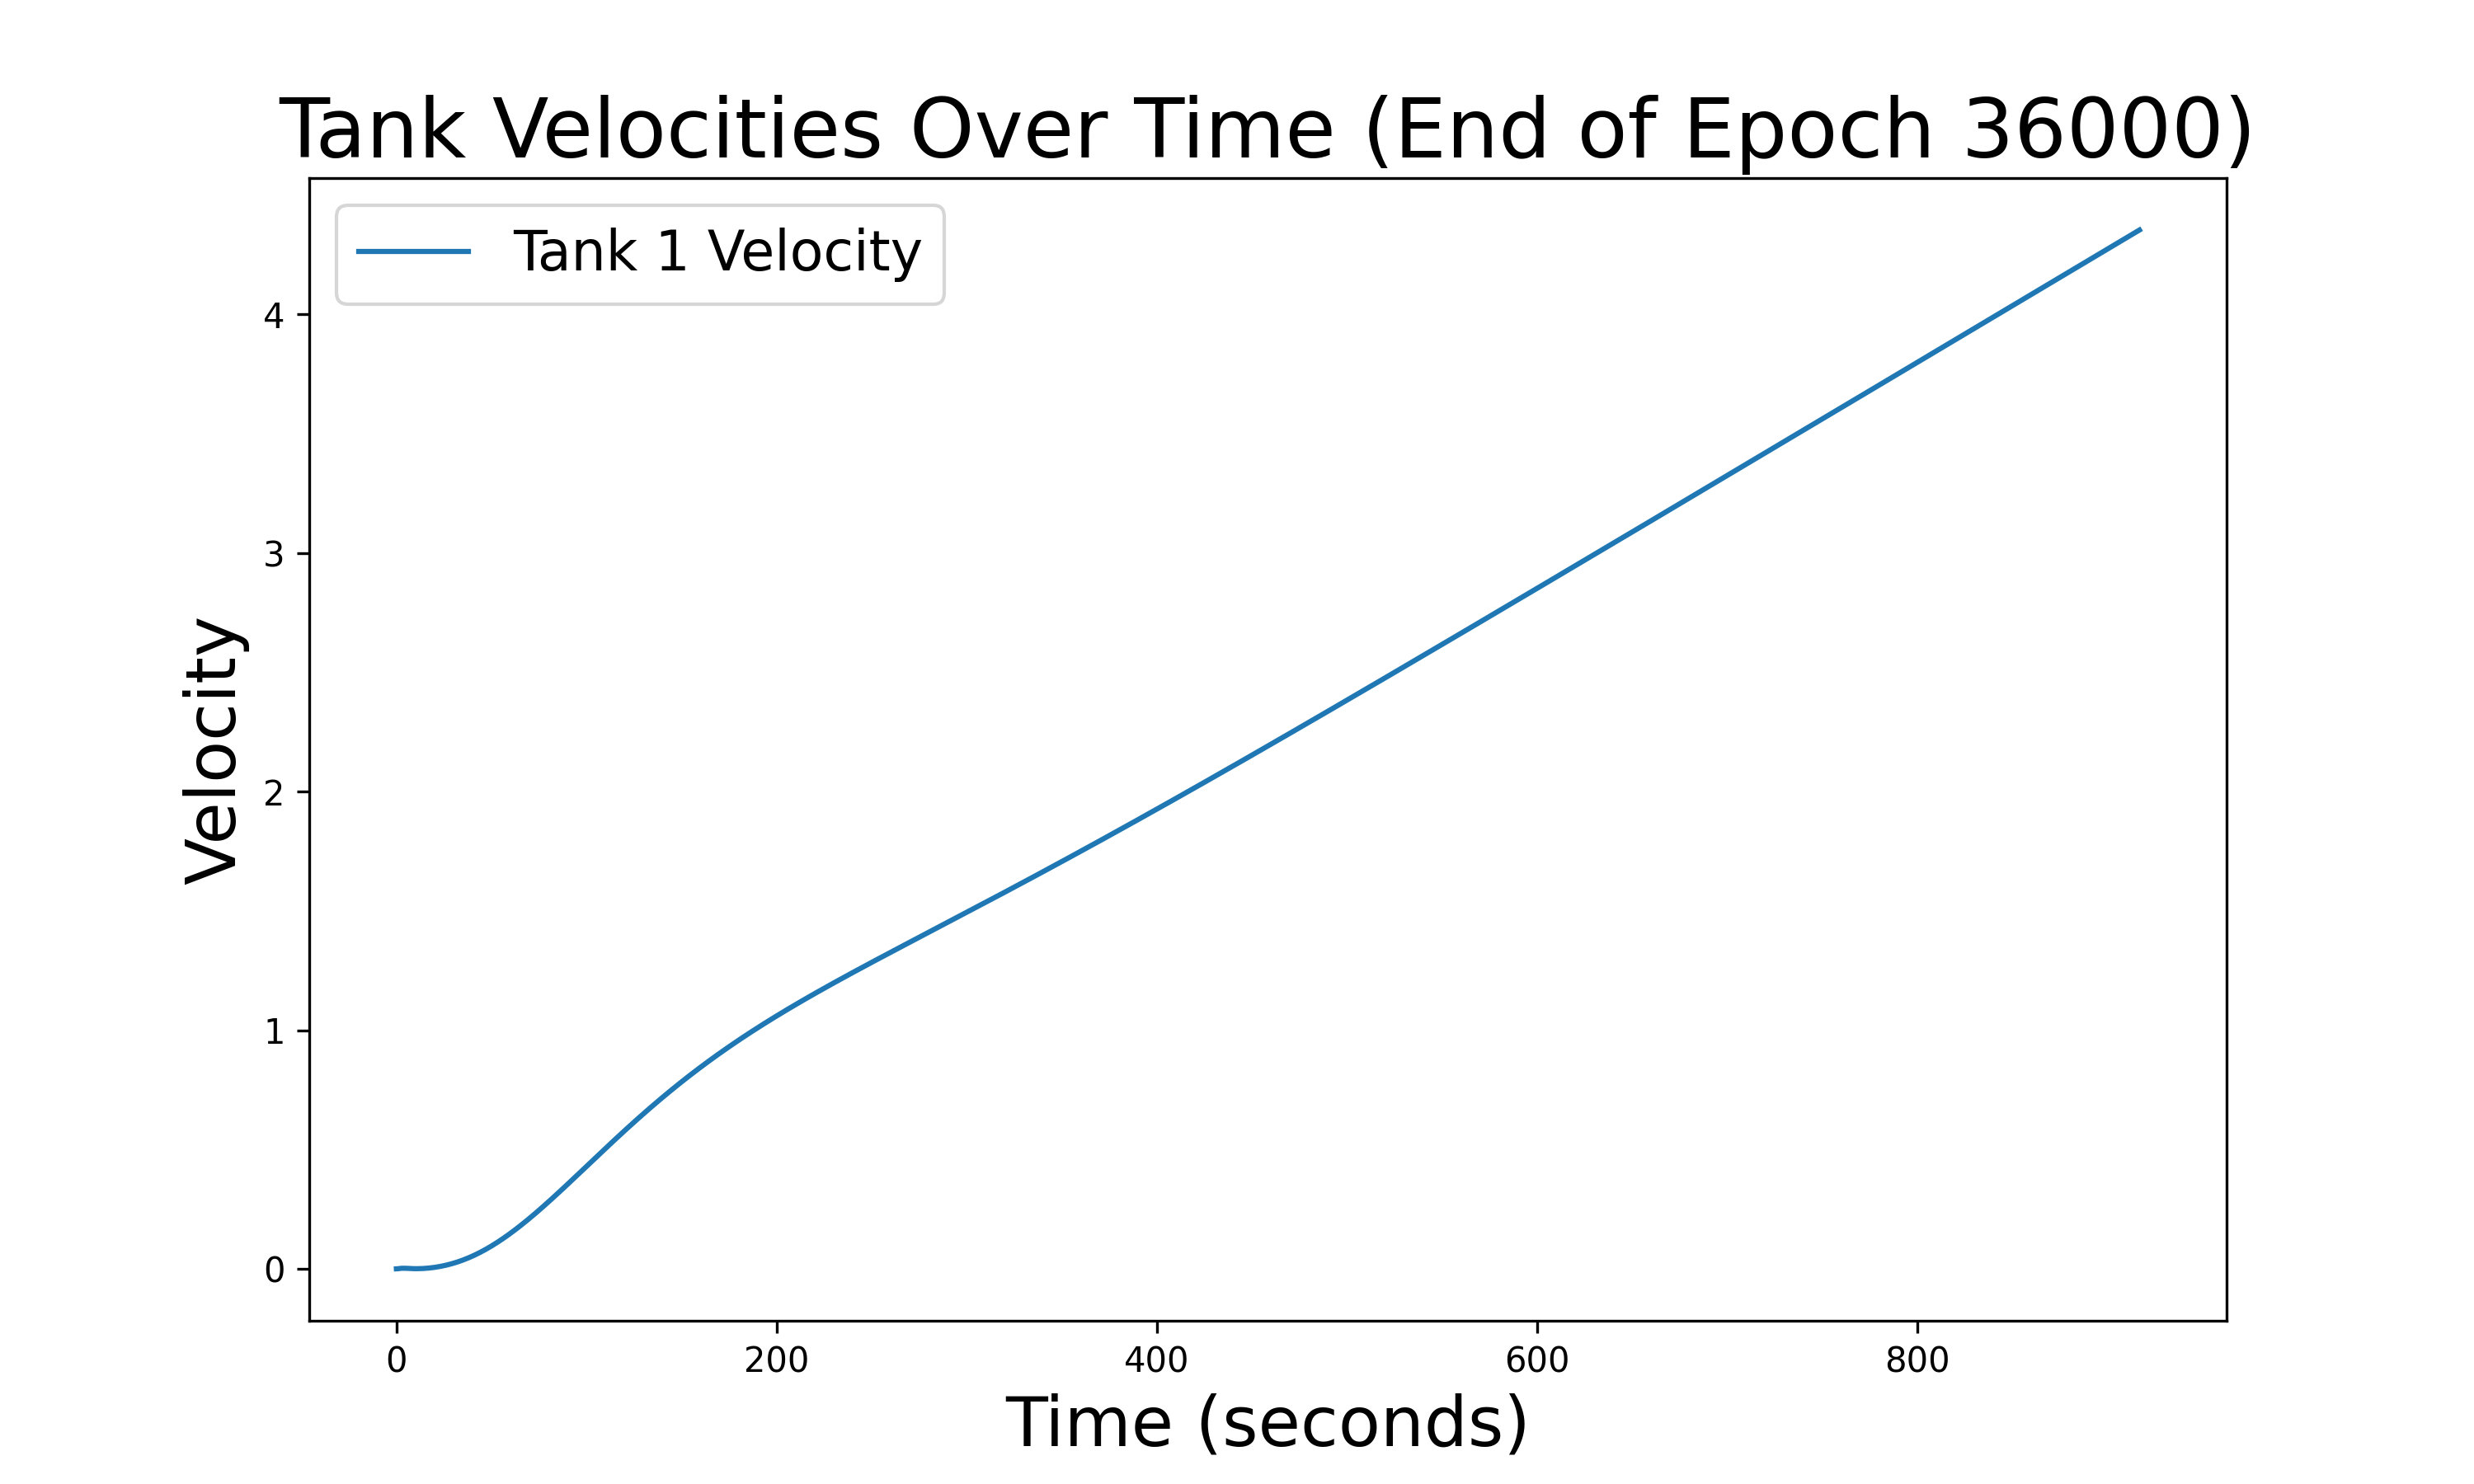 Tank Velocities Over Time (End of Epoch 36000)
Tank 1 Velocity
4
3
2
1
0
Velocity
0 200 400 600 800
Time (seconds)